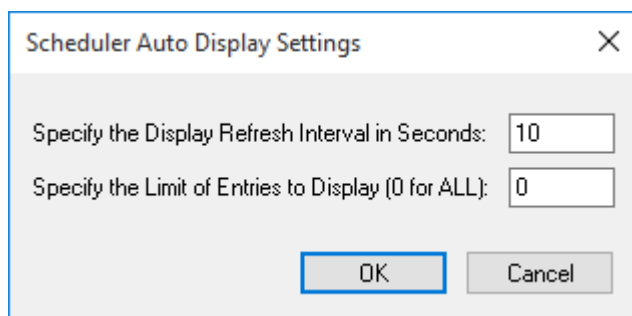 Scheduler Auto Display Settings
Specify the Display Refresh Interval in Seconds: 10
Specify the Limit of Entries to Display (0 for ALL): 0
OK Cancel